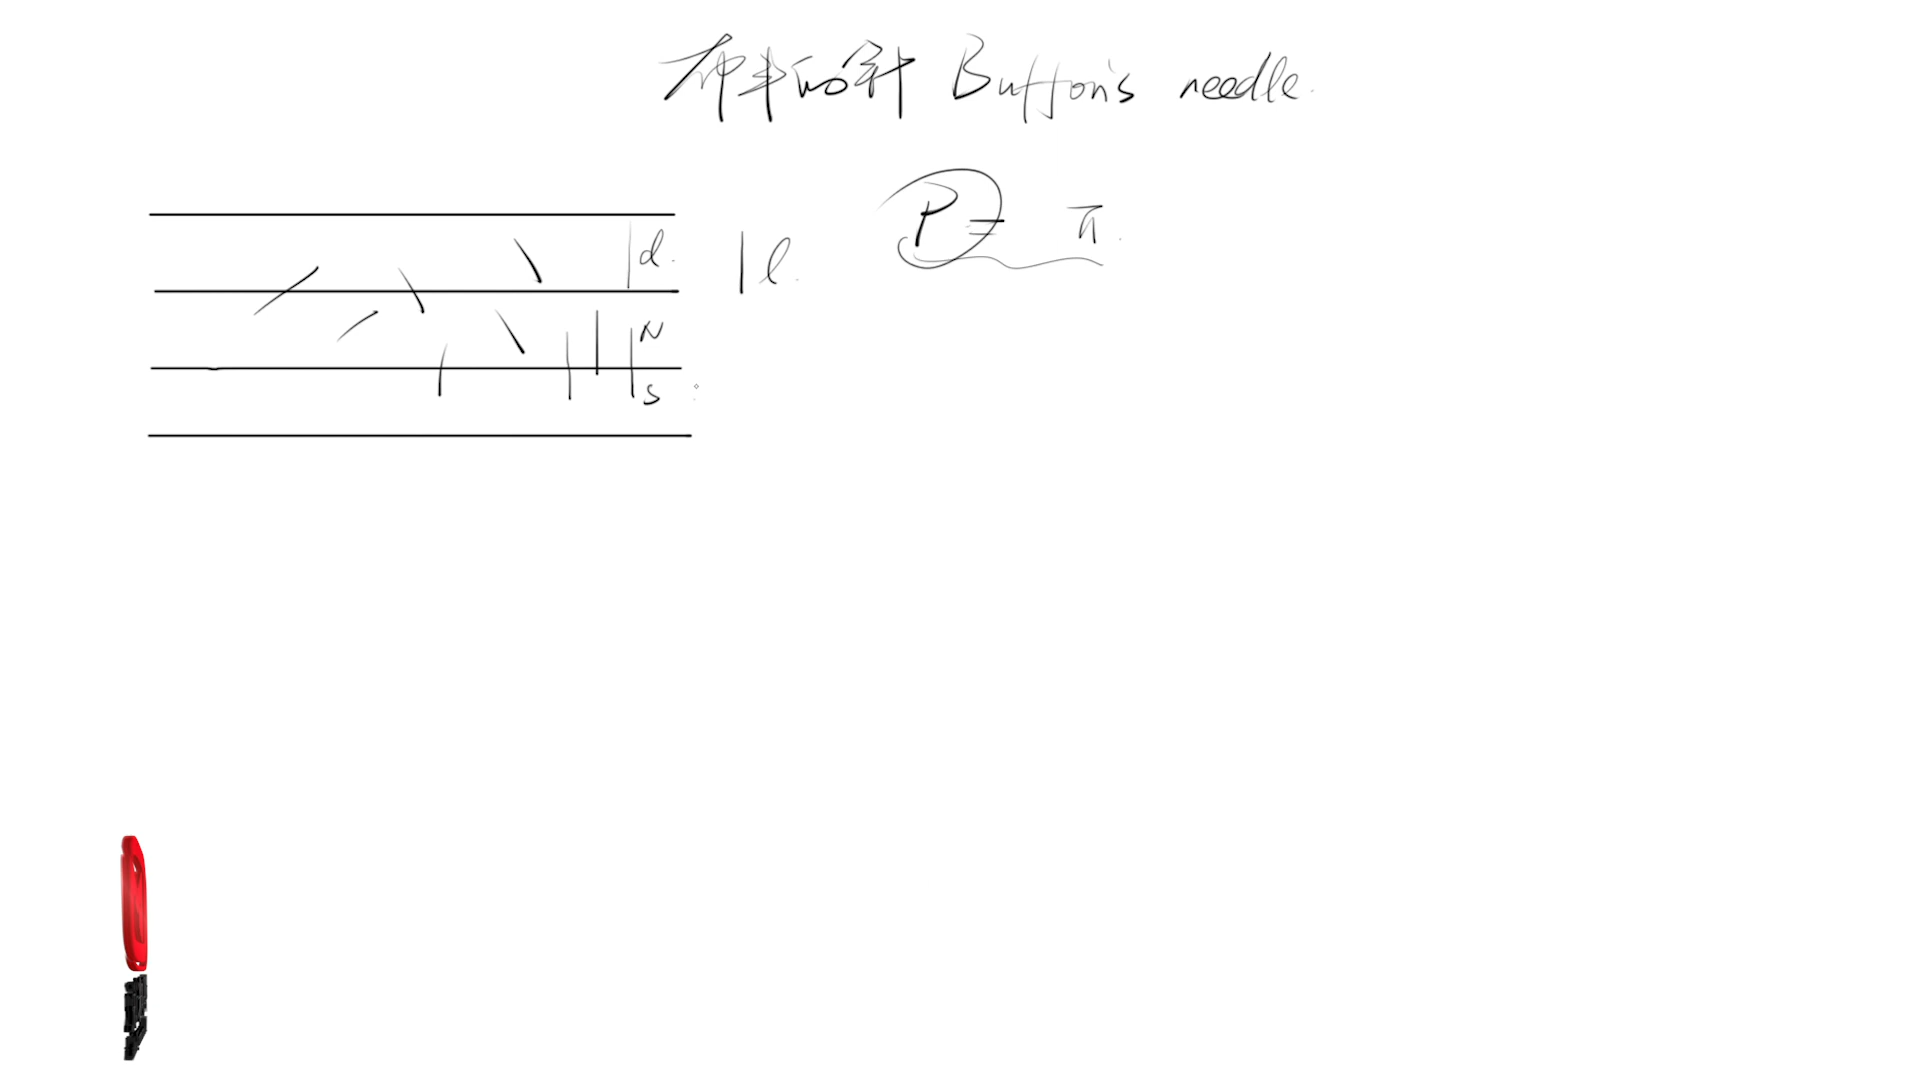 布丰的针 Buffon's needle.
P = π.
d.
l.
N
S